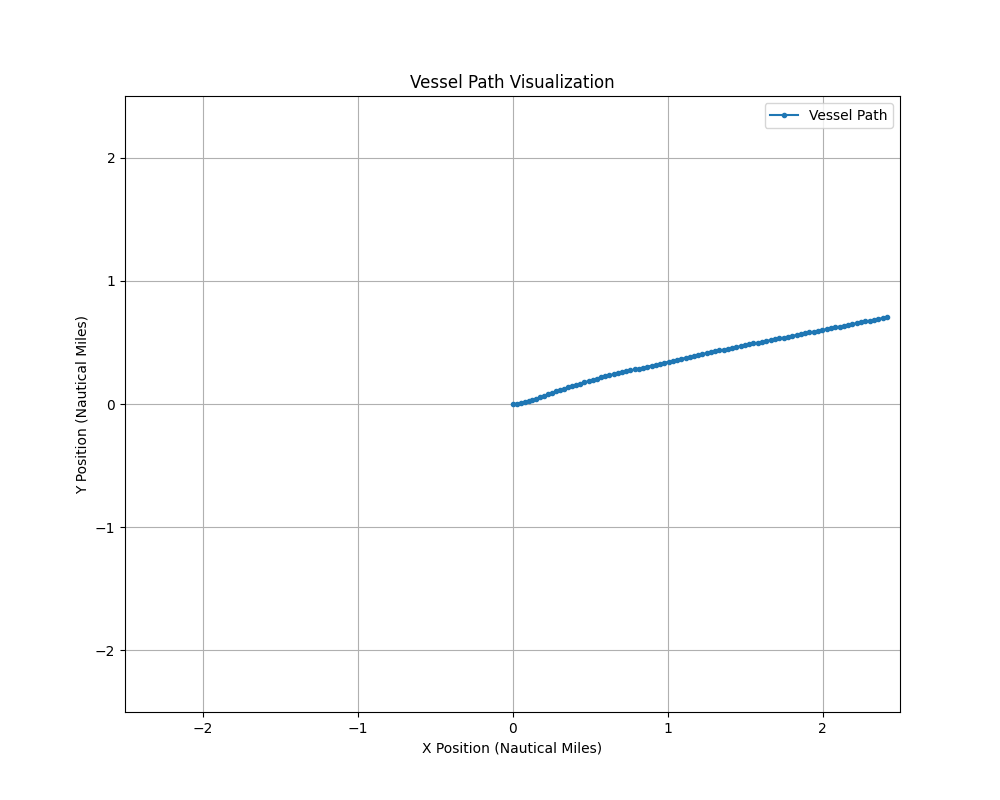 Vessel Path Visualization
Vessel Path
2
1
0
−1
−2
Y Position (Nautical Miles)
−2
−1
0
1
2
X Position (Nautical Miles)